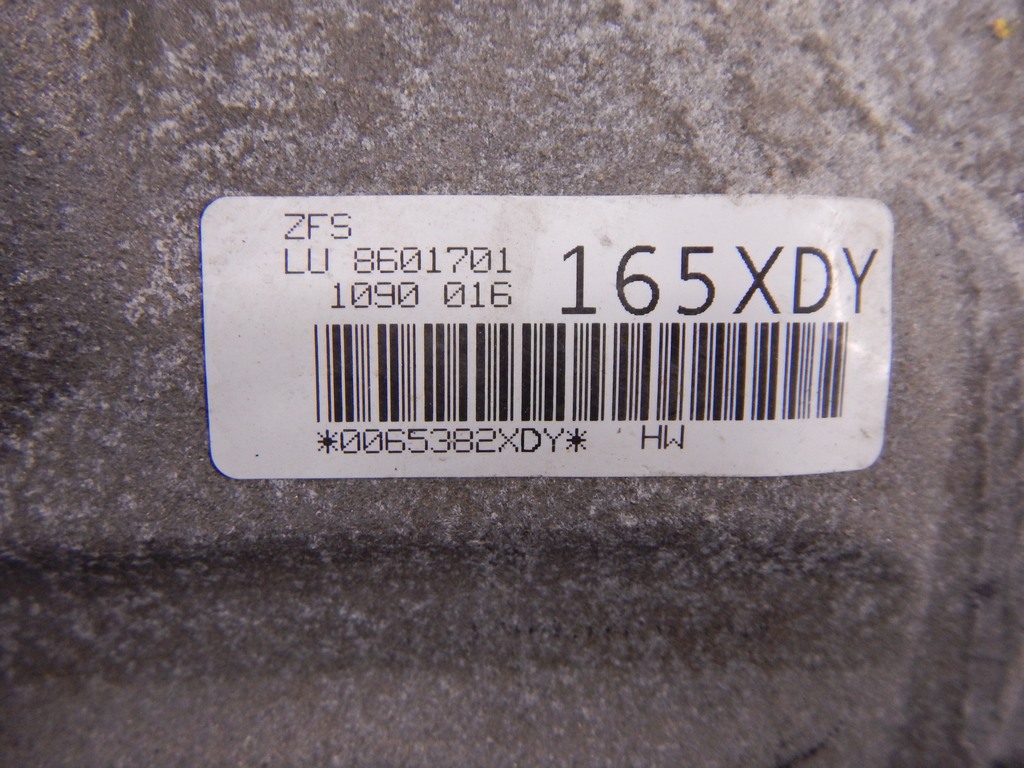 ZFS
LU 8601701
1090 016
165XDY
*0065382XDY* HW